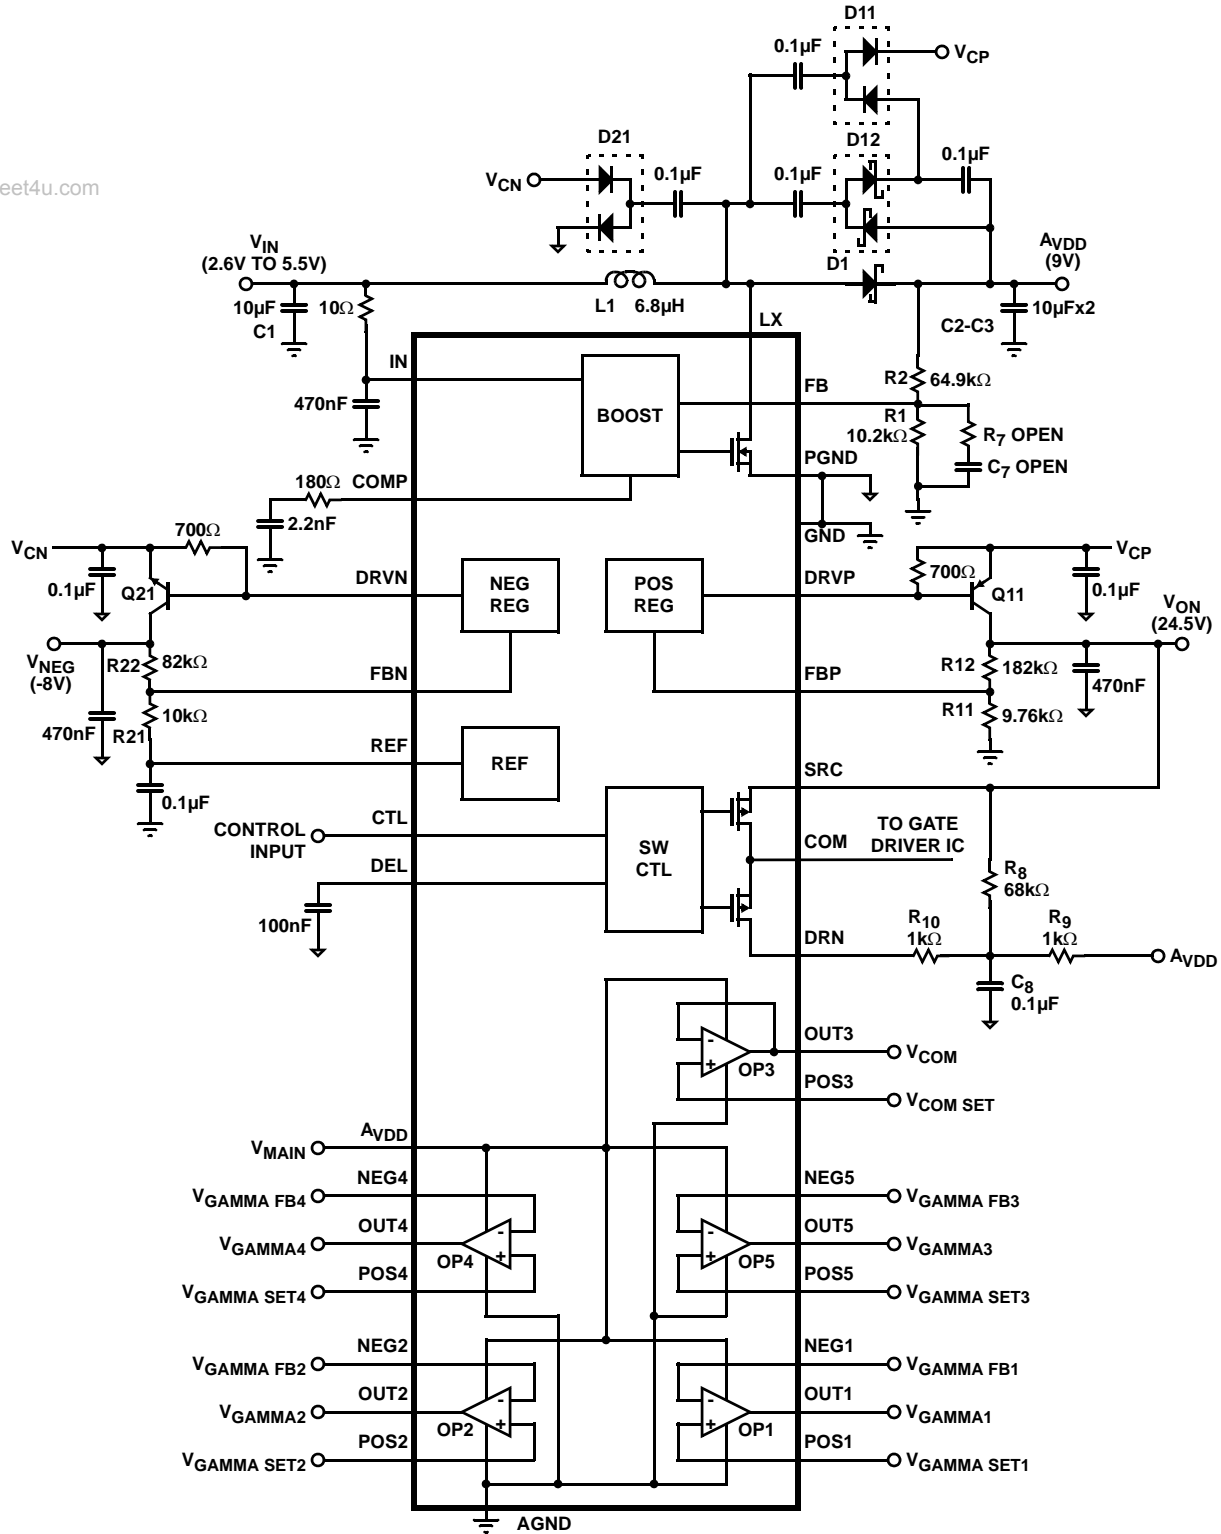 D11
0.1µF
VCP
D21
D12
0.1µF
0.1µF
0.1µF
eet4u.com
VCN
VIN
(2.6V TO 5.5V)
D1
AVDD
(9V)
10µF
C1
10Ω
L1 6.8µH
LX
C2-C3
10µFx2
IN
470nF
BOOST
FB
R2 64.9kΩ
R1
10.2kΩ
R7 OPEN
C7 OPEN
PGND
GND
180Ω
COMP
2.2nF
700Ω
VCN
0.1µF
Q21
DRVN
NEG
REG
POS
REG
DRVP
700Ω
Q11
VCP
0.1µF
VON
(24.5V)
VNEG
(-8V)
R22 82kΩ
FBN
FBP
R12 182kΩ
470nF
470nF
R21
10kΩ
R11
9.76kΩ
REF
REF
0.1µF
SRC
CONTROL
INPUT
CTL
SW
CTL
COM
TO GATE
DRIVER IC
DEL
100nF
R8
68kΩ
DRN
R10
1kΩ
R9
1kΩ
AVDD
C8
0.1µF
-
+
OP3
OUT3
VCOM
POS3
VCOM SET
VMAIN
AVDD
NEG4
VGAMMA FB4
NEG5
VGAMMA FB3
OUT4
VGAMMA4
-
+
OP4
-
+
OP5
OUT5
VGAMMA3
POS4
VGAMMA SET4
POS5
VGAMMA SET3
NEG2
VGAMMA FB2
NEG1
VGAMMA FB1
OUT2
VGAMMA2
-
+
OP2
-
+
OP1
OUT1
VGAMMA1
POS2
VGAMMA SET2
POS1
VGAMMA SET1
AGND